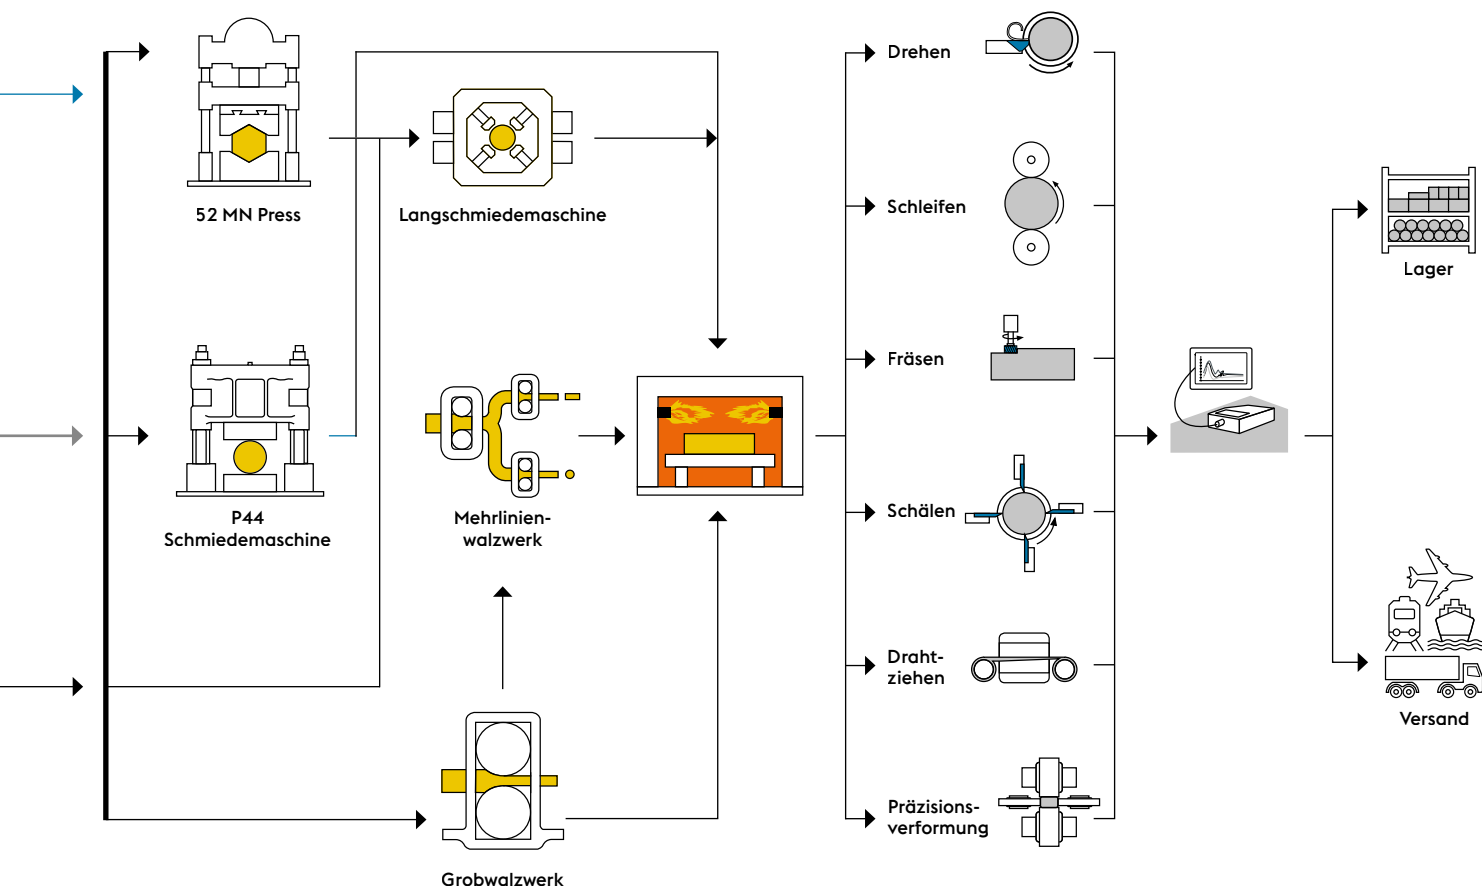 Drehen
52 MN Press
Langschmiedemaschine
Schleifen
Lager
Fräsen
P44
Schmiedemaschine
Mehrlinien-
walzwerk
Schälen
Draht-
ziehen
Versand
Präzisions-
verformung
Grobwalzwerk